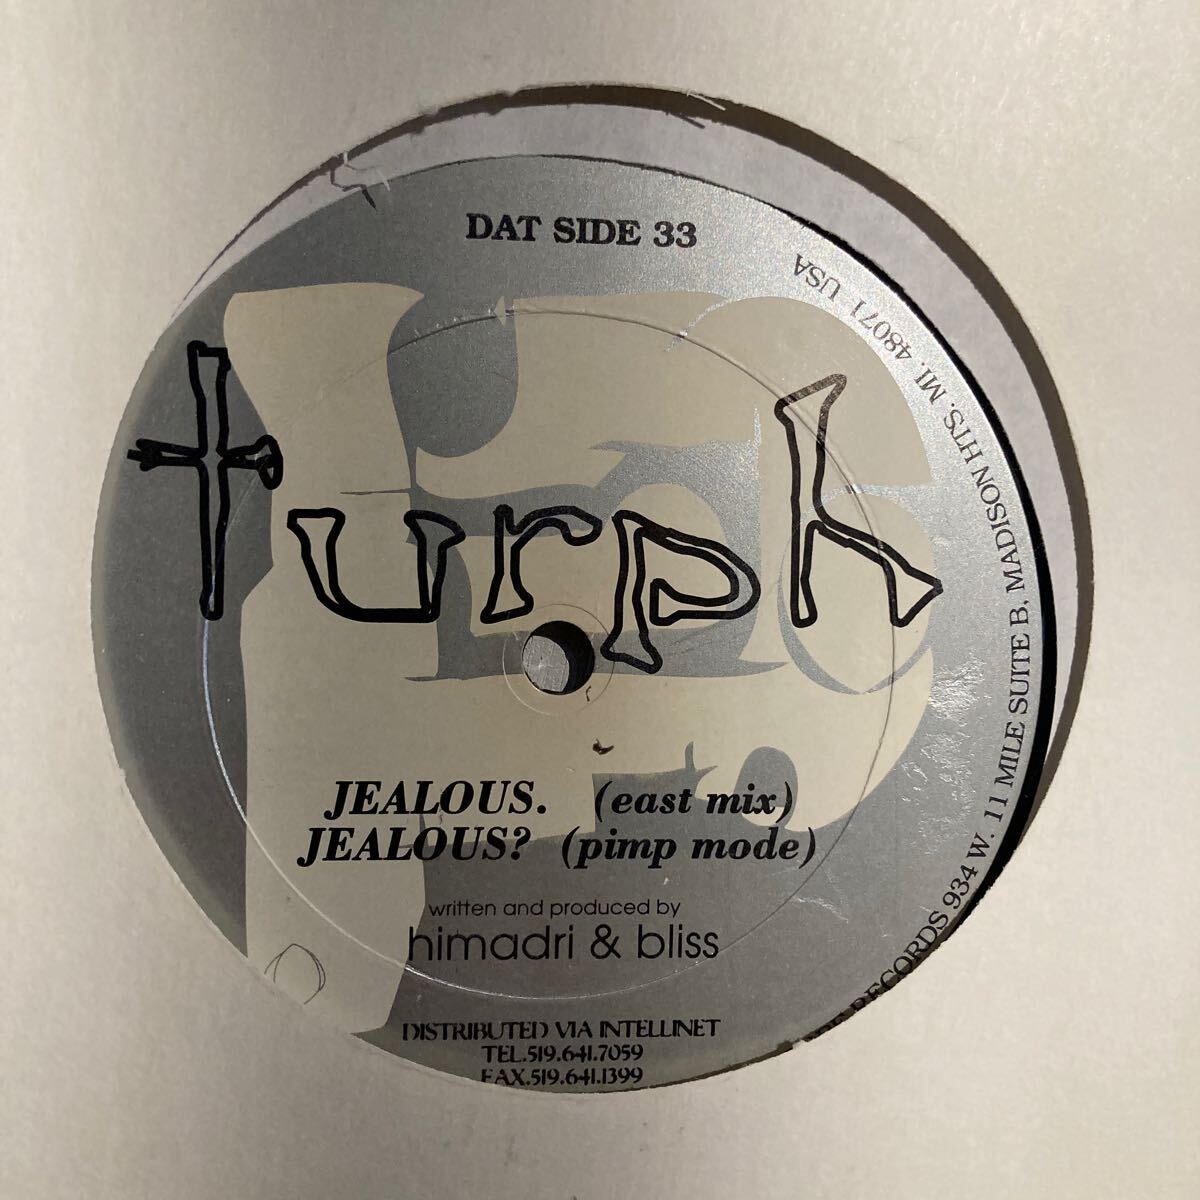 DAT SIDE 33
turph
JEALOUS. (east mix)
JEALOUS? (pimp mode)
written and produced by
himadri & bliss
DISTRIBUTED VIA INTELLINET
TEL.519.641.7059
FAX.519.641.1399
RECORDS 934 W. 11 MILE SUITE B, MADISON HTS. MI. 48071 USA